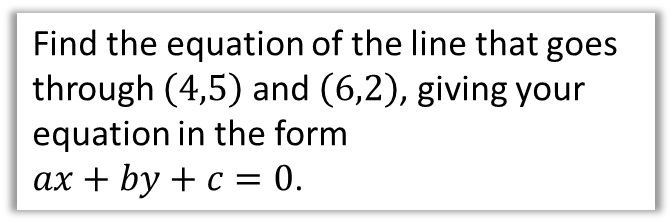 Find the equation of the line that goes
through (4,5) and (6,2), giving your
equation in the form
𝑎𝑥 + 𝑏𝑦 + 𝑐 = 0.